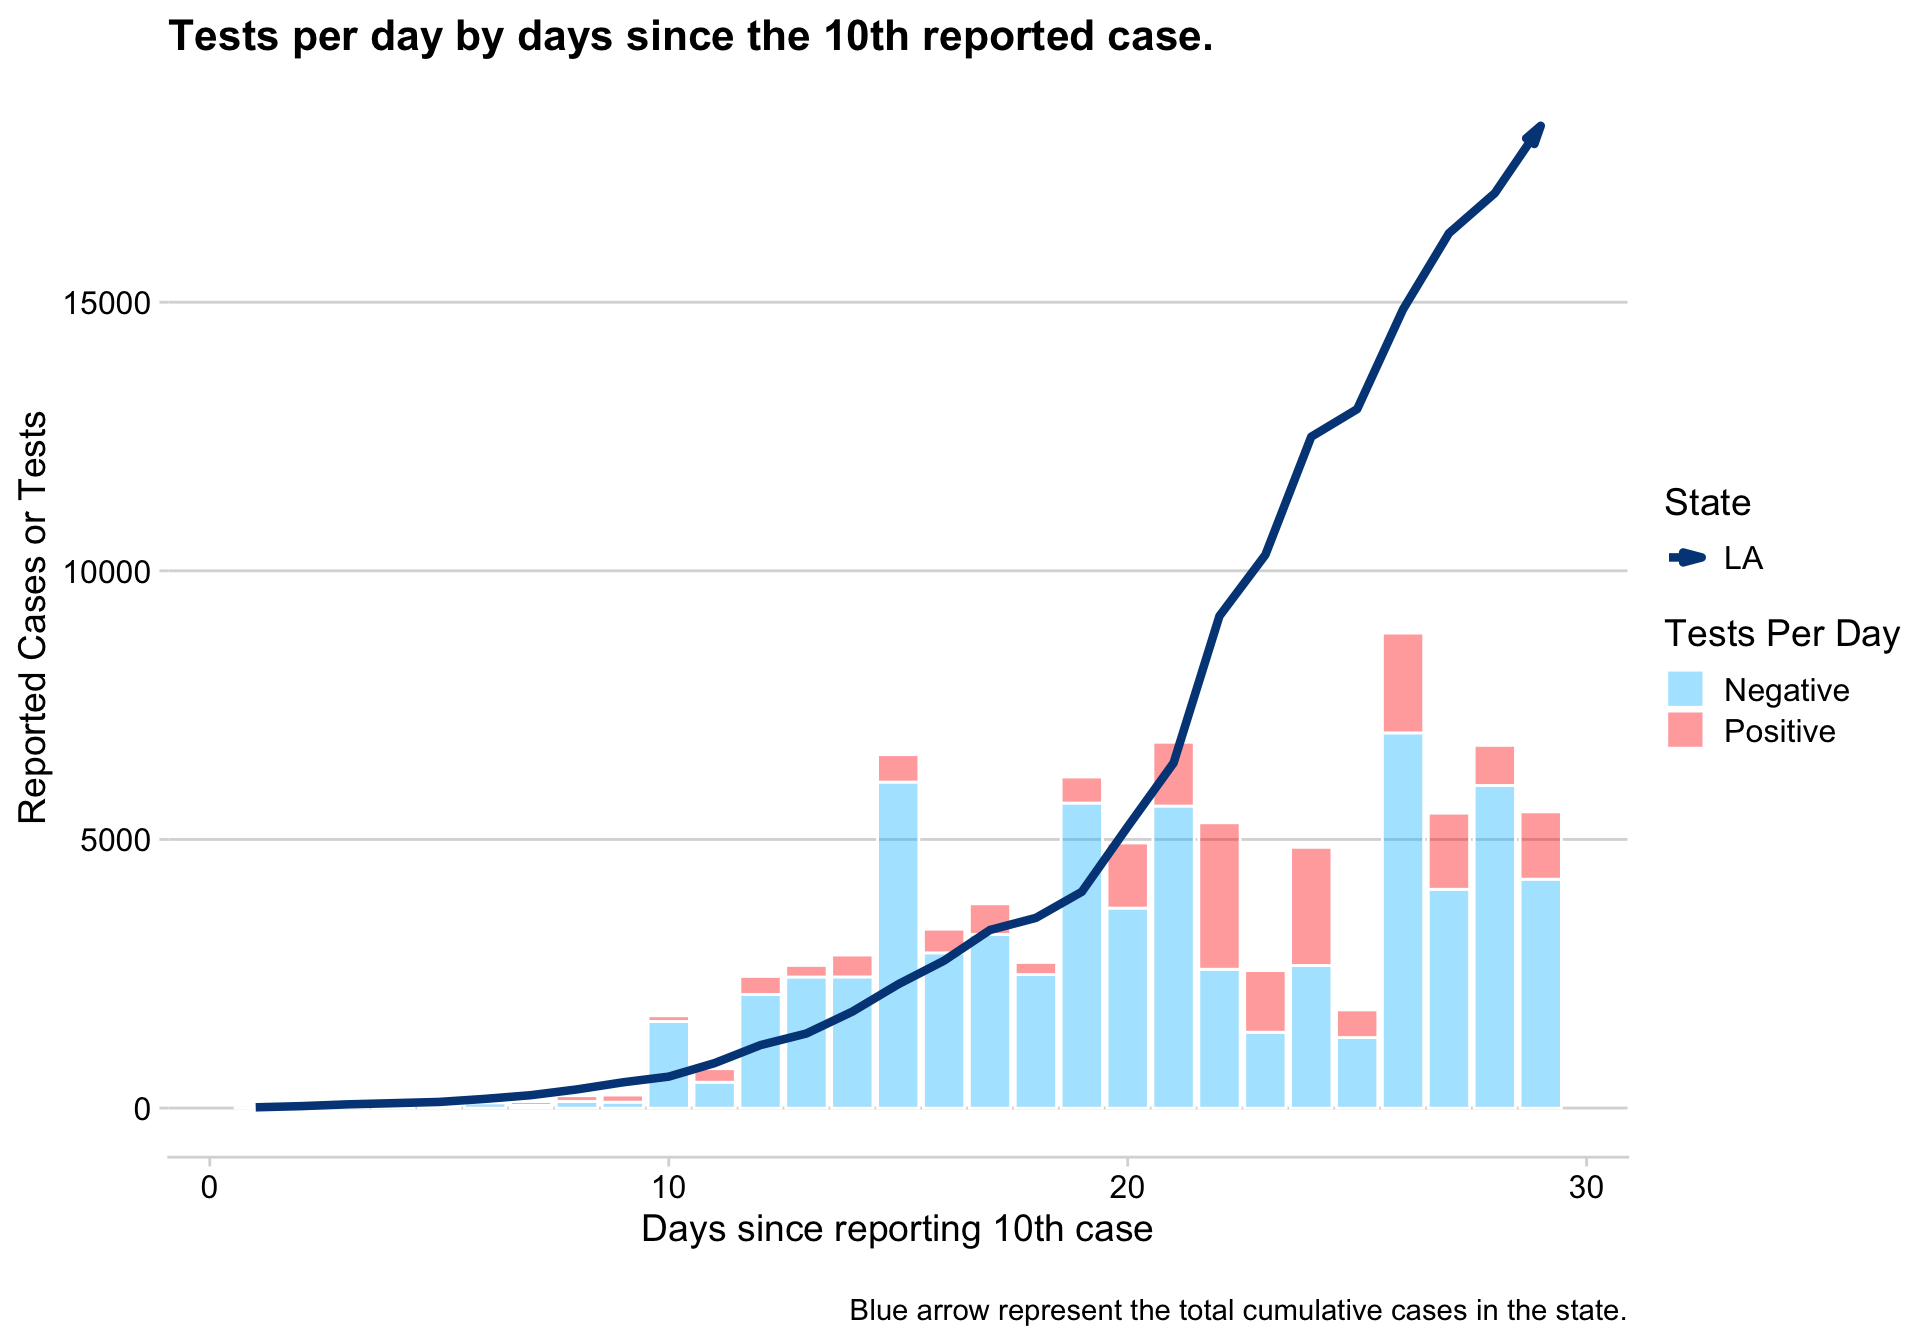 Tests per day by days since the 10th reported case.
Reported Cases or Tests
15000
10000
5000
0
0 10 20 30
Days since reporting 10th case
State
LA
Tests Per Day
Negative
Positive
Blue arrow represent the total cumulative cases in the state.